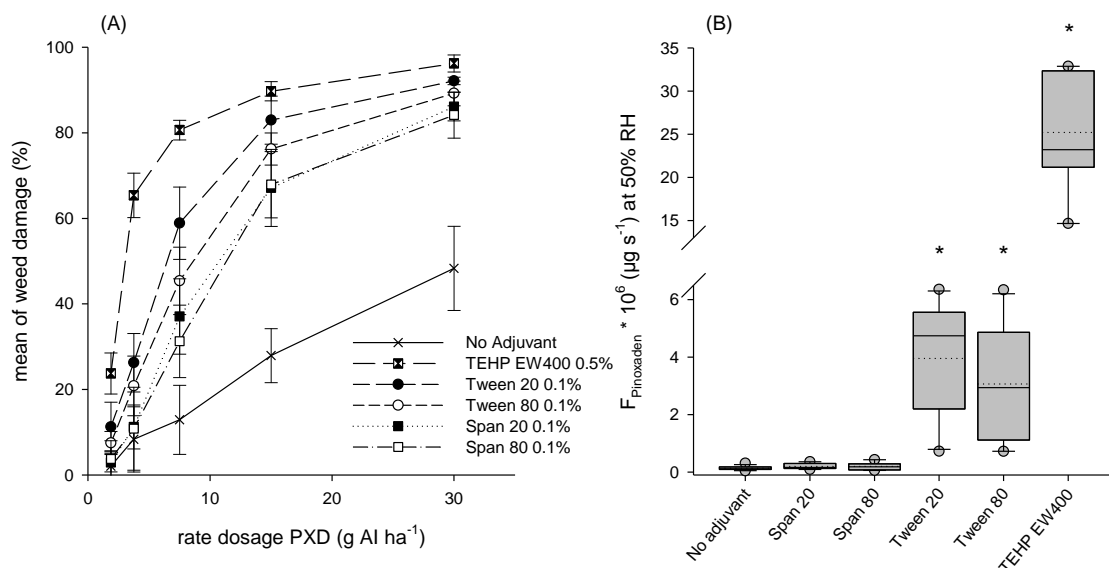 (A)
mean of weed damage (%)
100
80
60
40
20
0
No Adjuvant
TEHP EW400 0.5%
Tween 20 0.1%
Tween 80 0.1%
Span 20 0.1%
Span 80 0.1%
0
10
20
30
rate dosage PXD (g AI ha⁻¹)
(B)
F_Pinoxaden * 10⁶ (µg s⁻¹) at 50% RH
35
30
25
20
15
6
4
2
0
*
*
*
No adjuvant
Span 20
Span 80
Tween 20
Tween 80
TEHP EW400